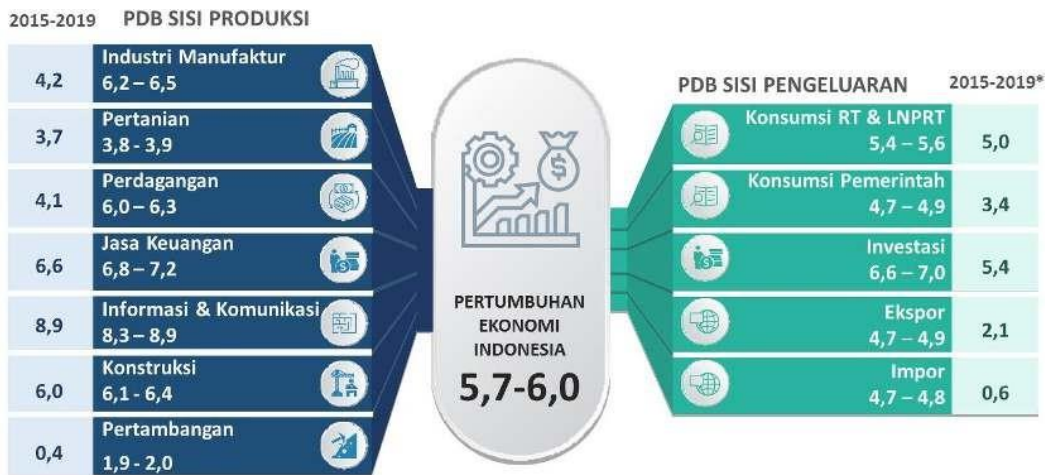 2015-2019 PDB SISI PRODUKSI
4,2
Industri Manufaktur
6,2 – 6,5
3,7
Pertanian
3,8 - 3,9
4,1
Perdagangan
6,0 – 6,3
6,6
Jasa Keuangan
6,8 – 7,2
8,9
Informasi & Komunikasi
8,3 – 8,9
6,0
Konstruksi
6,1 - 6,4
0,4
Pertambangan
1,9 - 2,0
$
PERTUMBUHAN
EKONOMI
INDONESIA
5,7-6,0
PDB SISI PENGELUARAN 2015-2019*
Konsumsi RT & LNPRT
5,4 – 5,6
5,0
Konsumsi Pemerintah
4,7 – 4,9
3,4
Investasi
6,6 – 7,0
5,4
Ekspor
4,7 – 4,9
2,1
Impor
4,7 – 4,8
0,6